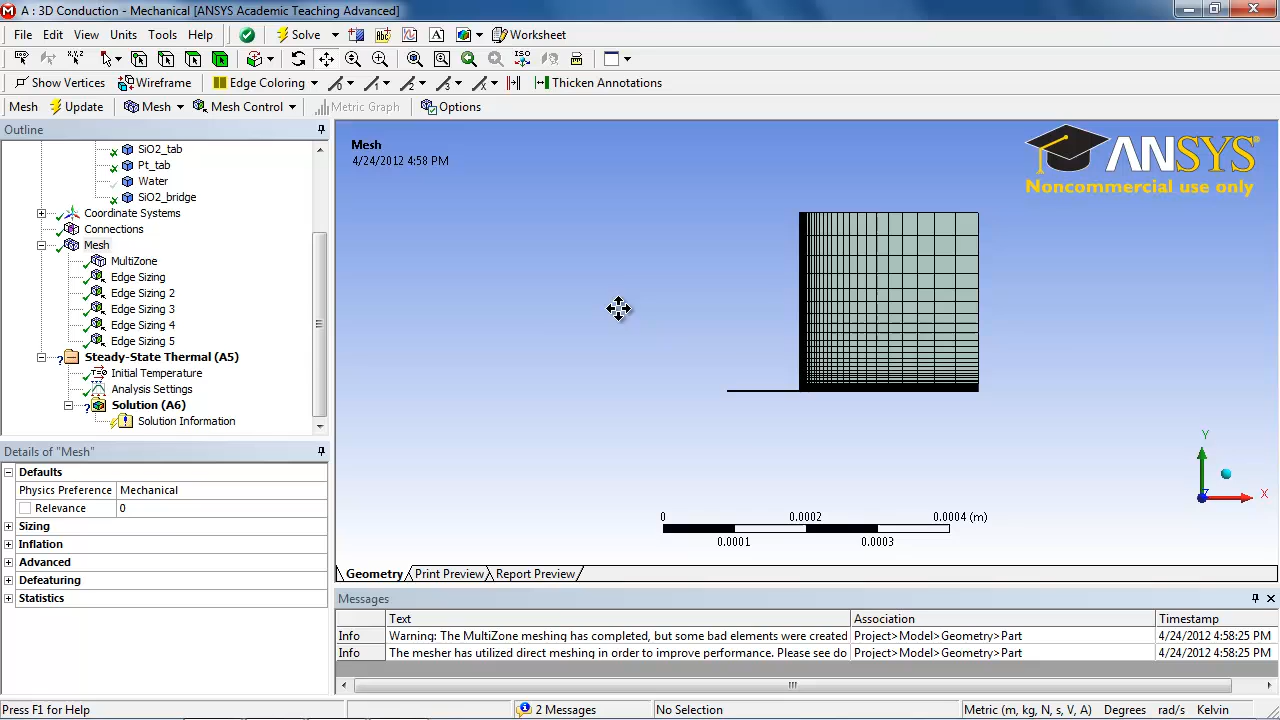 A : 3D Conduction - Mechanical [ANSYS Academic Teaching Advanced]
File Edit View Units Tools Help Solve Worksheet
Show Vertices Wireframe Edge Coloring Thicken Annotations
Mesh Update Mesh Mesh Control Metric Graph Options
Outline
SiO2_tab
Pt_tab
Water
SiO2_bridge
Coordinate Systems
Connections
Mesh
MultiZone
Edge Sizing
Edge Sizing 2
Edge Sizing 3
Edge Sizing 4
Edge Sizing 5
Steady-State Thermal (A5)
Initial Temperature
Analysis Settings
Solution (A6)
Solution Information
Details of "Mesh"
Defaults
Physics Preference Mechanical
Relevance 0
Sizing
Inflation
Advanced
Defeaturing
Statistics
Mesh
4/24/2012 4:58 PM
ANSYS
Noncommercial use only
Y
X
Z
0 0.0002 0.0004 (m)
0.0001 0.0003
Geometry Print Preview Report Preview
Messages
Text Association Timestamp
Info Warning: The MultiZone meshing has completed, but some bad elements were created Project>Model>Geometry>Part 4/24/2012 4:58:25 PM
Info The mesher has utilized direct meshing in order to improve performance. Please see do Project>Model>Geometry>Part 4/24/2012 4:58:25 PM
Press F1 for Help 2 Messages No Selection Metric (m, kg, N, s, V, A) Degrees rad/s Kelvin